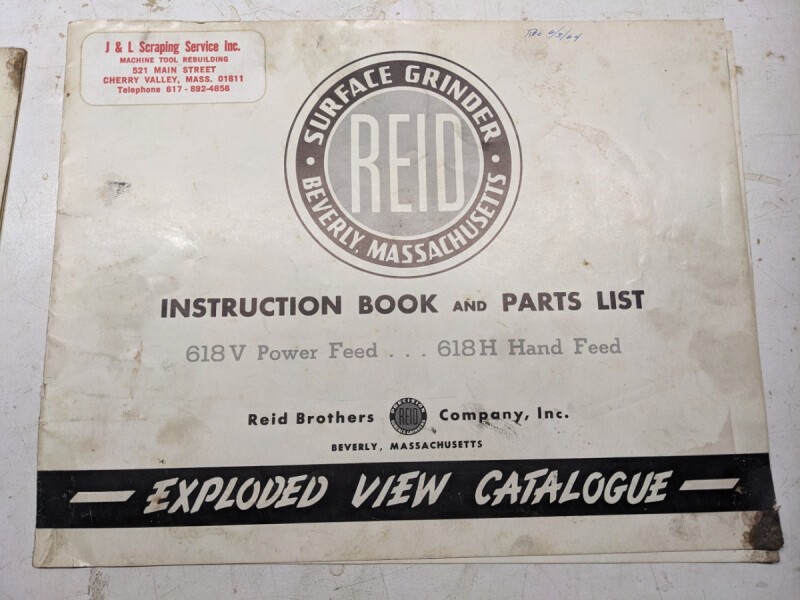 J & L Scraping Service Inc.
MACHINE TOOL REBUILDING
521 MAIN STREET
CHERRY VALLEY, MASS. 01611
Telephone 617 - 892-4856
SURFACE GRINDER
REID
BEVERLY, MASSACHUSETTS
INSTRUCTION BOOK AND PARTS LIST
618 V Power Feed . . . 618 H Hand Feed
Reid Brothers REID Company, Inc.
BEVERLY, MASSACHUSETTS
EXPLODED VIEW CATALOGUE